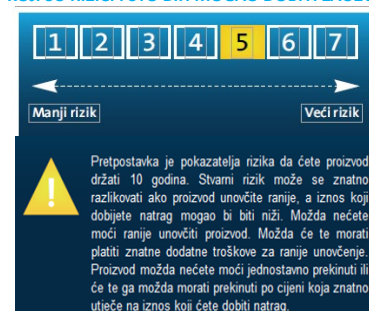 1 2 3 4 5 6 7
Manji rizik Veći rizik
Pretpostavka je pokazatelja rizika da ćete proizvod
držati 10 godina. Stvarni rizik može se znatno
razlikovati ako proizvod unovčite ranije, a iznos koji
dobijete natrag mogao bi biti niži. Možda nećete
moći ranije unovčiti proizvod. Možda će te morati
platiti znatne dodatne troškove za ranije unovčenje.
Proizvod možda nećete moći jednostavno prekinuti ili
će te ga možda morati prekinuti po cijeni koja znatno
utječe na iznos koji ćete dobiti natrag.